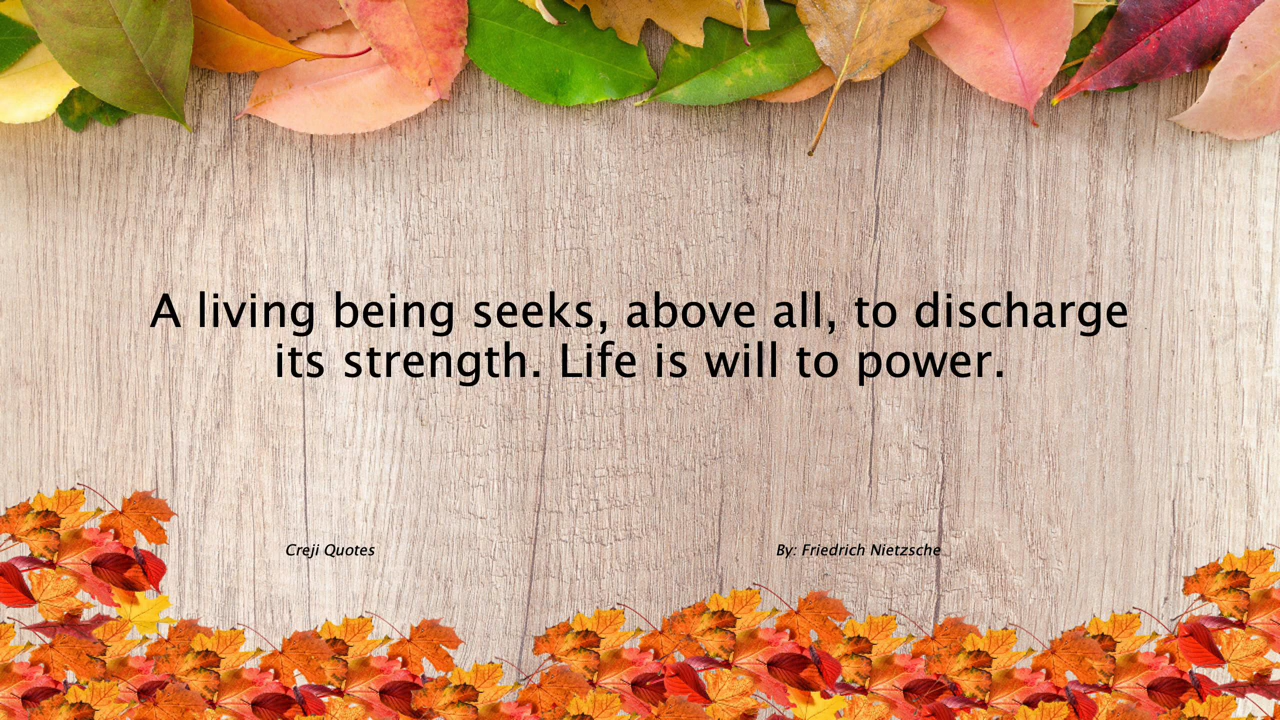 A living being seeks, above all, to discharge
its strength. Life is will to power.
Creji Quotes
By: Friedrich Nietzsche